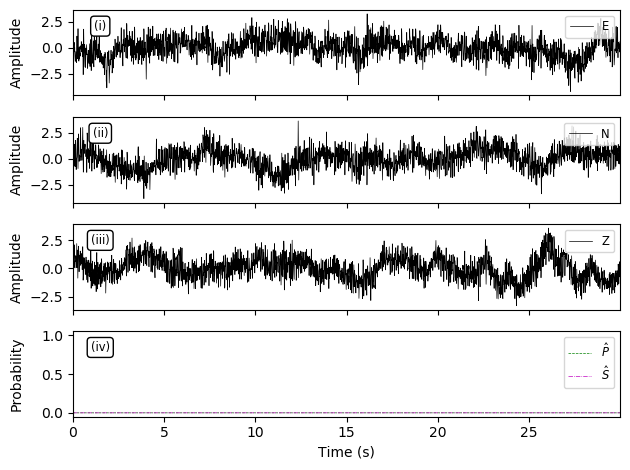 Amplitude
2.5
0.0
−2.5
(i)
E
Amplitude
2.5
0.0
−2.5
(ii)
N
Amplitude
2.5
0.0
−2.5
(iii)
Z
Probability
1.0
0.5
0.0
(iv)
P̂
Ŝ
0 5 10 15 20 25
Time (s)